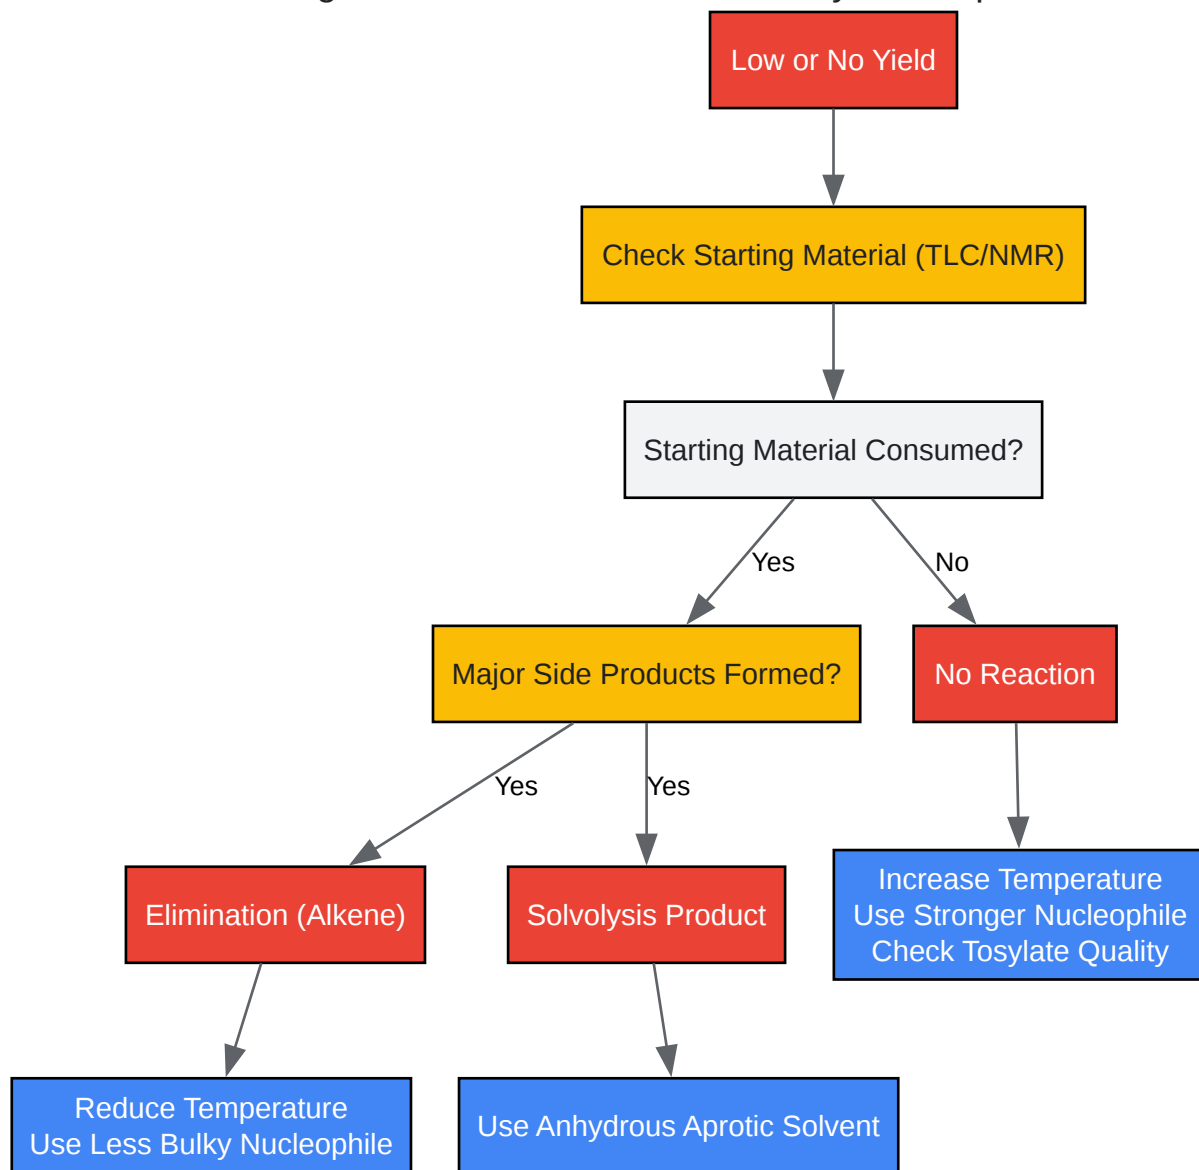 Low or No Yield
Check Starting Material (TLC/NMR)
Starting Material Consumed?
Yes
No
Major Side Products Formed?
No Reaction
Yes
Yes
Elimination (Alkene)
Solvolysis Product
Increase Temperature
Use Stronger Nucleophile
Check Tosylate Quality
Reduce Temperature
Use Less Bulky Nucleophile
Use Anhydrous Aprotic Solvent